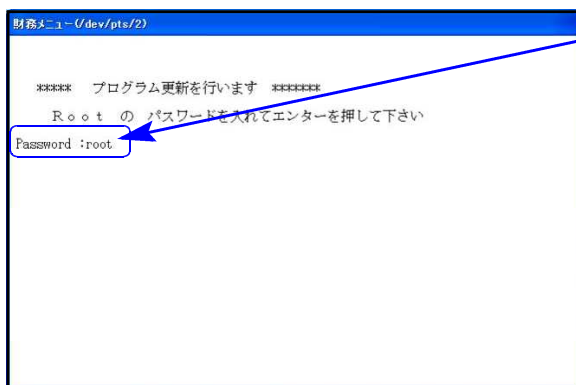 財務メニュー(/dev/pts/2)
***** プログラム更新を行います *******
Ｒｏｏｔ の パスワードを入れてエンターを押して下さい
Password :root